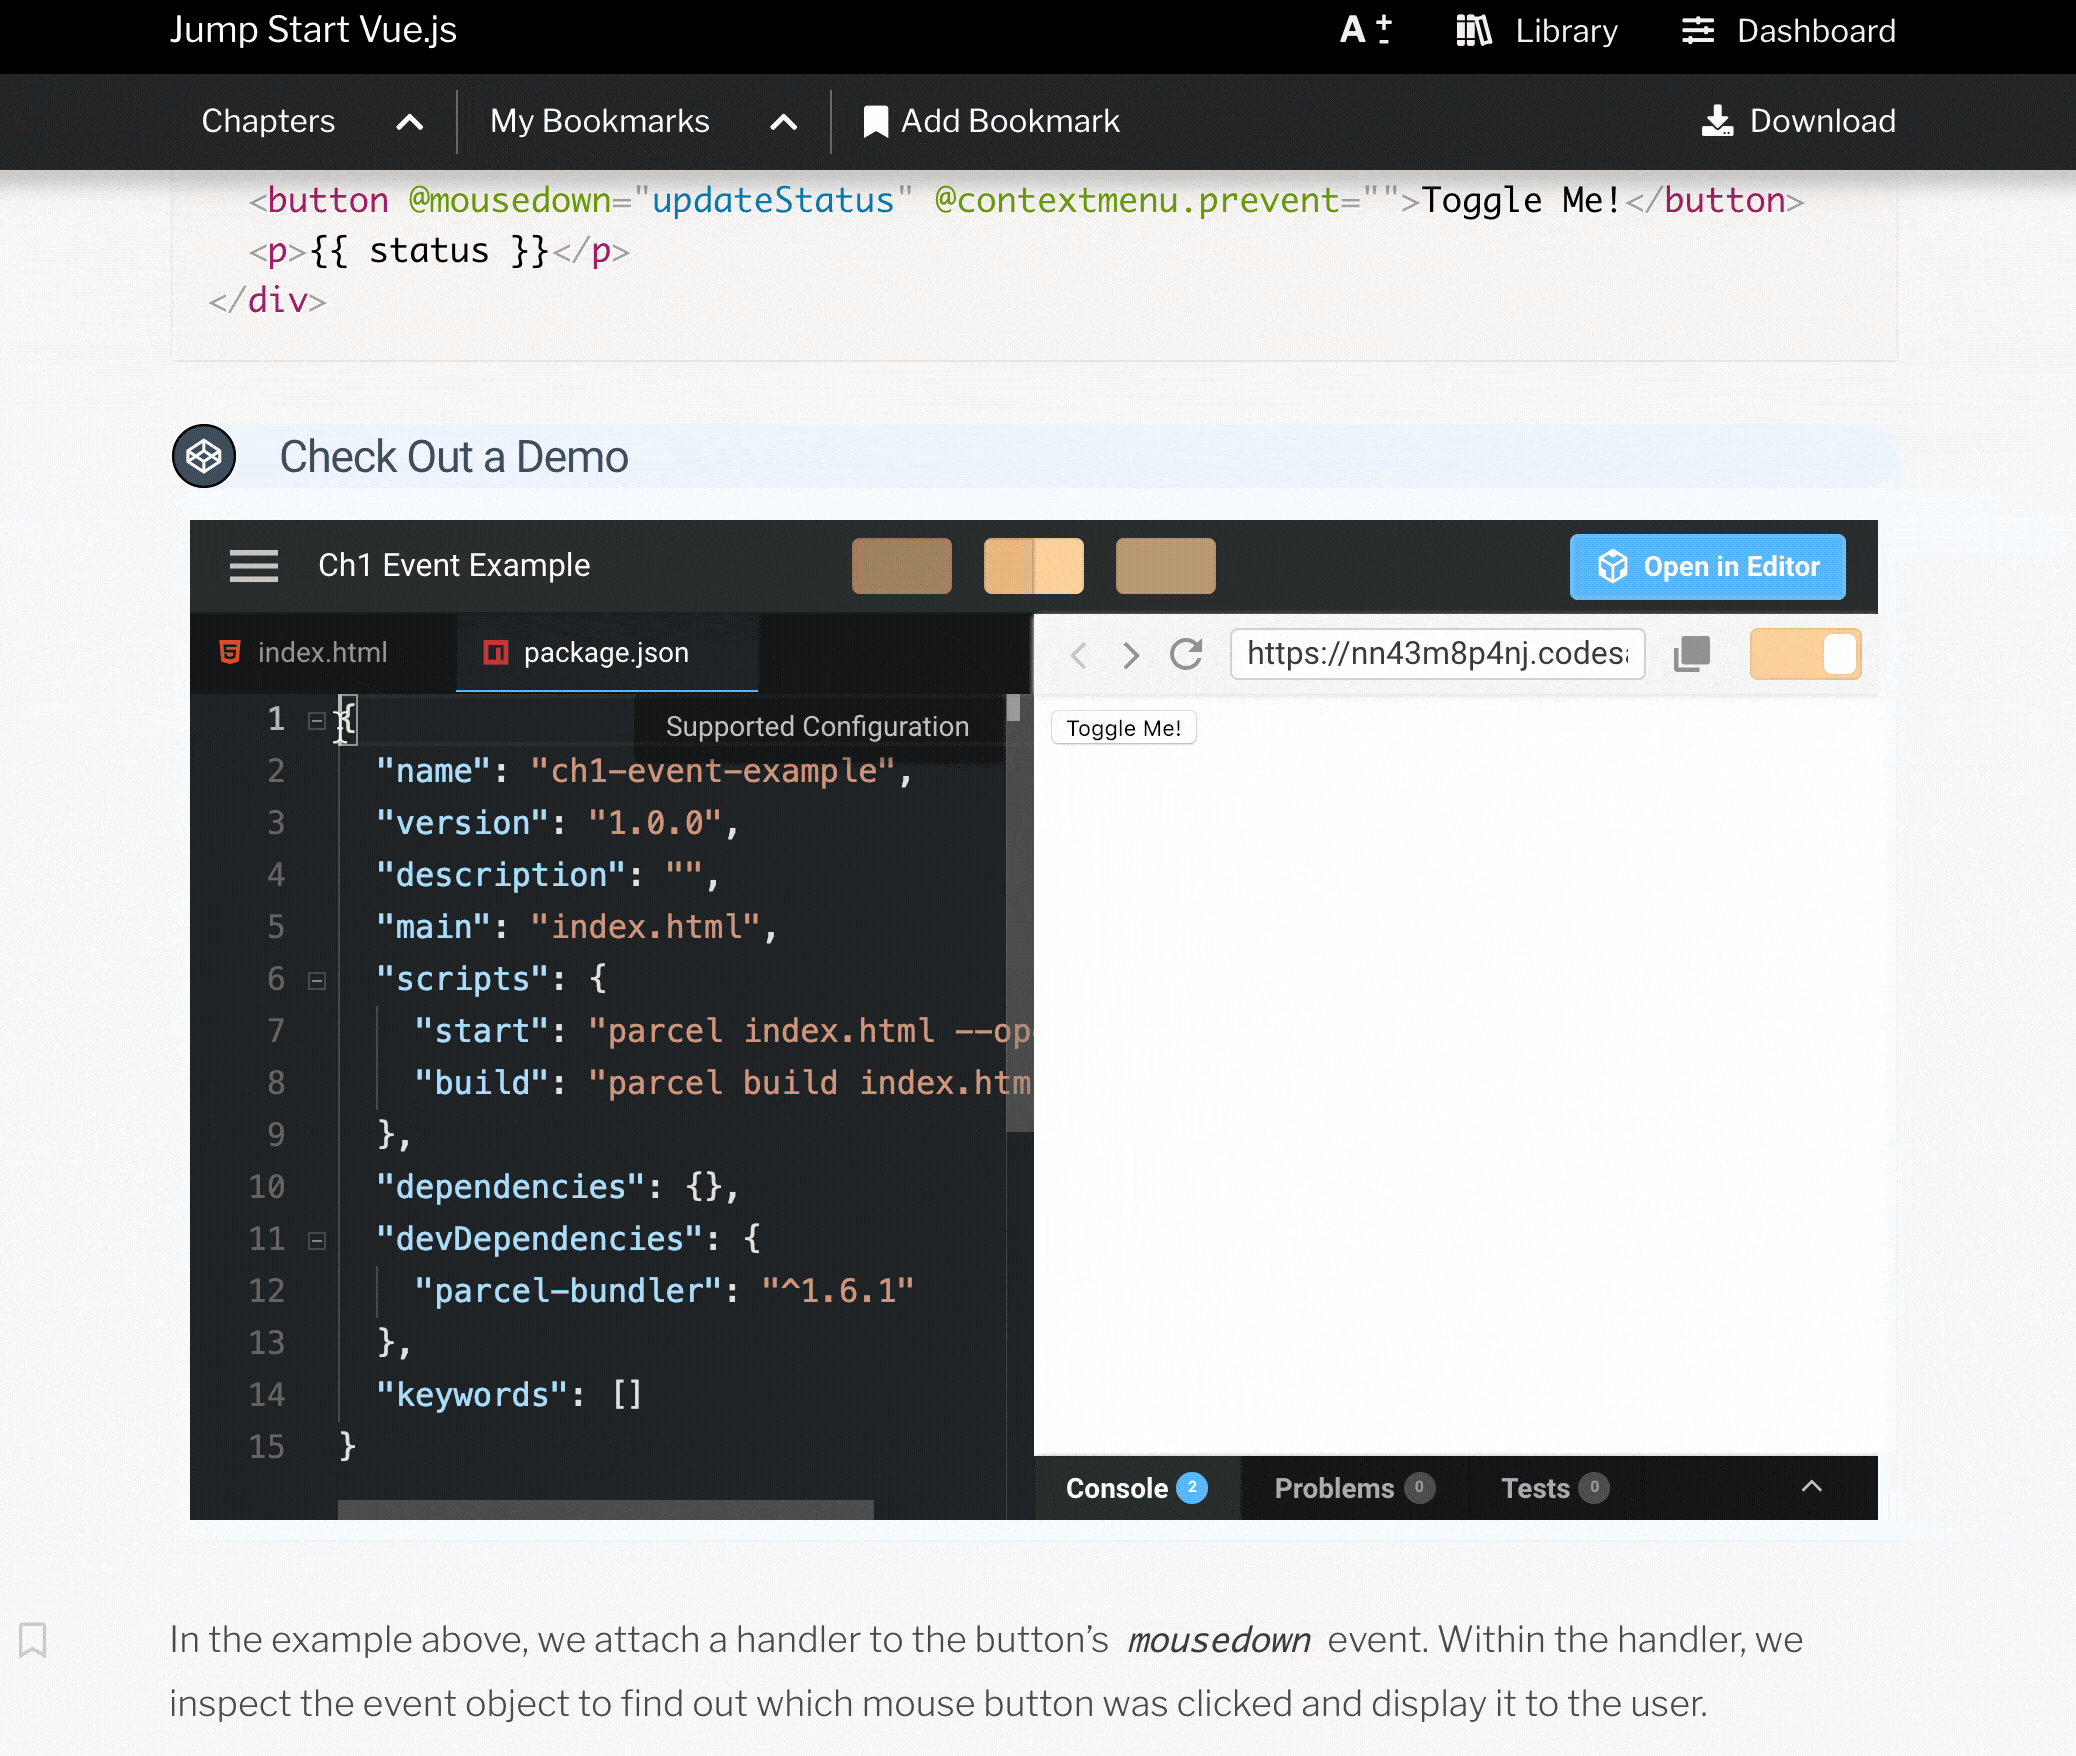 Jump Start Vue.js
A+- Library Dashboard
Chapters My Bookmarks Add Bookmark Download
<button @mousedown="updateStatus" @contextmenu.prevent="">Toggle Me!</button>
<p>{{ status }}</p>
</div>
Check Out a Demo
Ch1 Event Example
Open in Editor
index.html package.json
https://nn43m8p4nj.codes
Toggle Me!
Supported Configuration
1 {
2 "name": "ch1-event-example",
3 "version": "1.0.0",
4 "description": "",
5 "main": "index.html",
6 "scripts": {
7 "start": "parcel index.html --op
8 "build": "parcel build index.htm
9 },
10 "dependencies": {},
11 "devDependencies": {
12 "parcel-bundler": "^1.6.1"
13 },
14 "keywords": []
15 }
Console 2 Problems 0 Tests 0
In the example above, we attach a handler to the button’s mousedown event. Within the handler, we
inspect the event object to find out which mouse button was clicked and display it to the user.